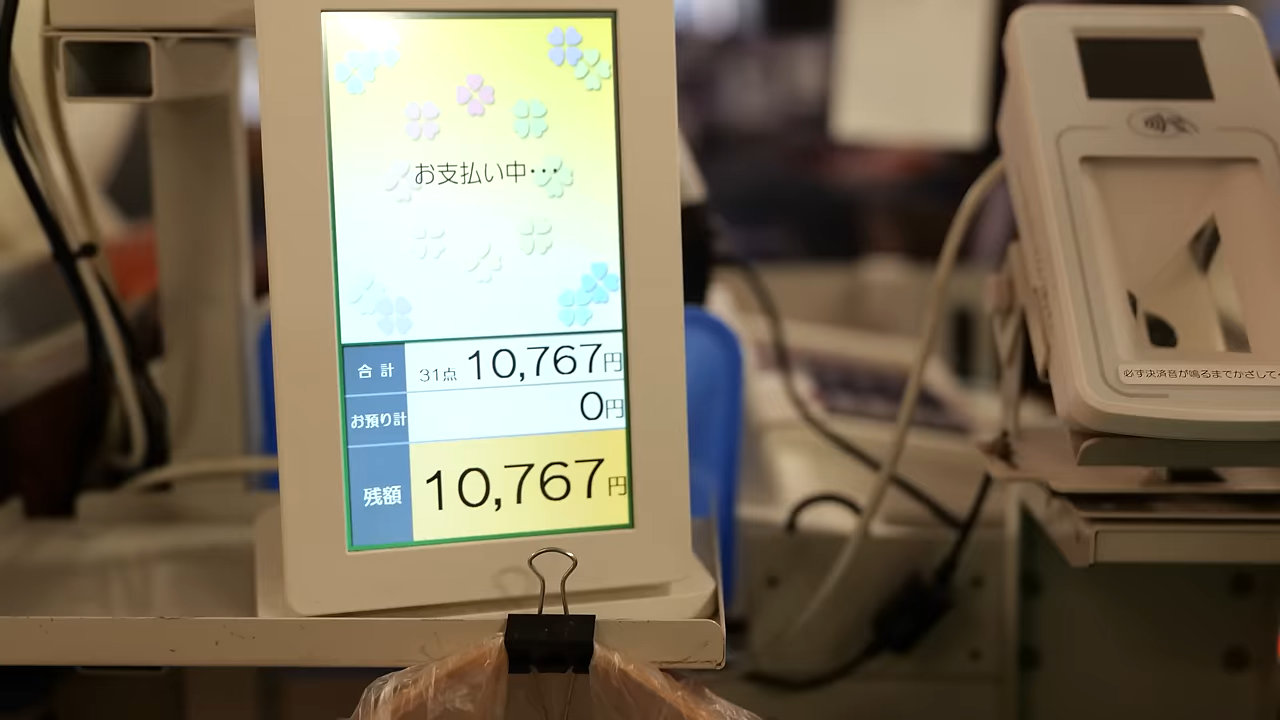 お支払い中･･･
合計 31点 10,767円
お預り計 0円
残額 10,767円
必ず決済音が鳴るまでかざして